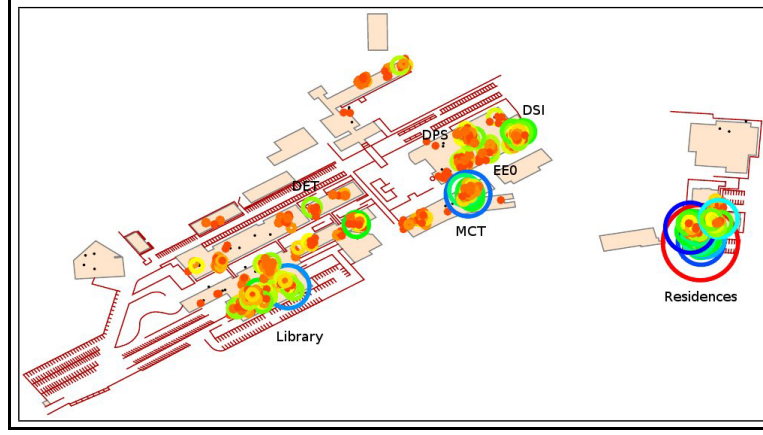 DSI
DPS
EE0
DET
MCT
Residences
Library